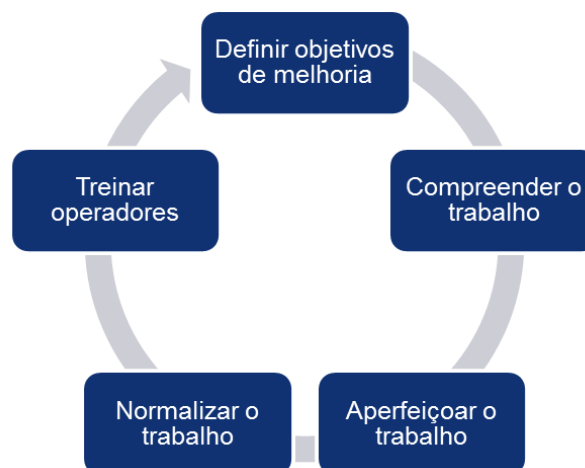 Definir objetivos
de melhoria
Compreender o
trabalho
Aperfeiçoar o
trabalho
Normalizar o
trabalho
Treinar
operadores